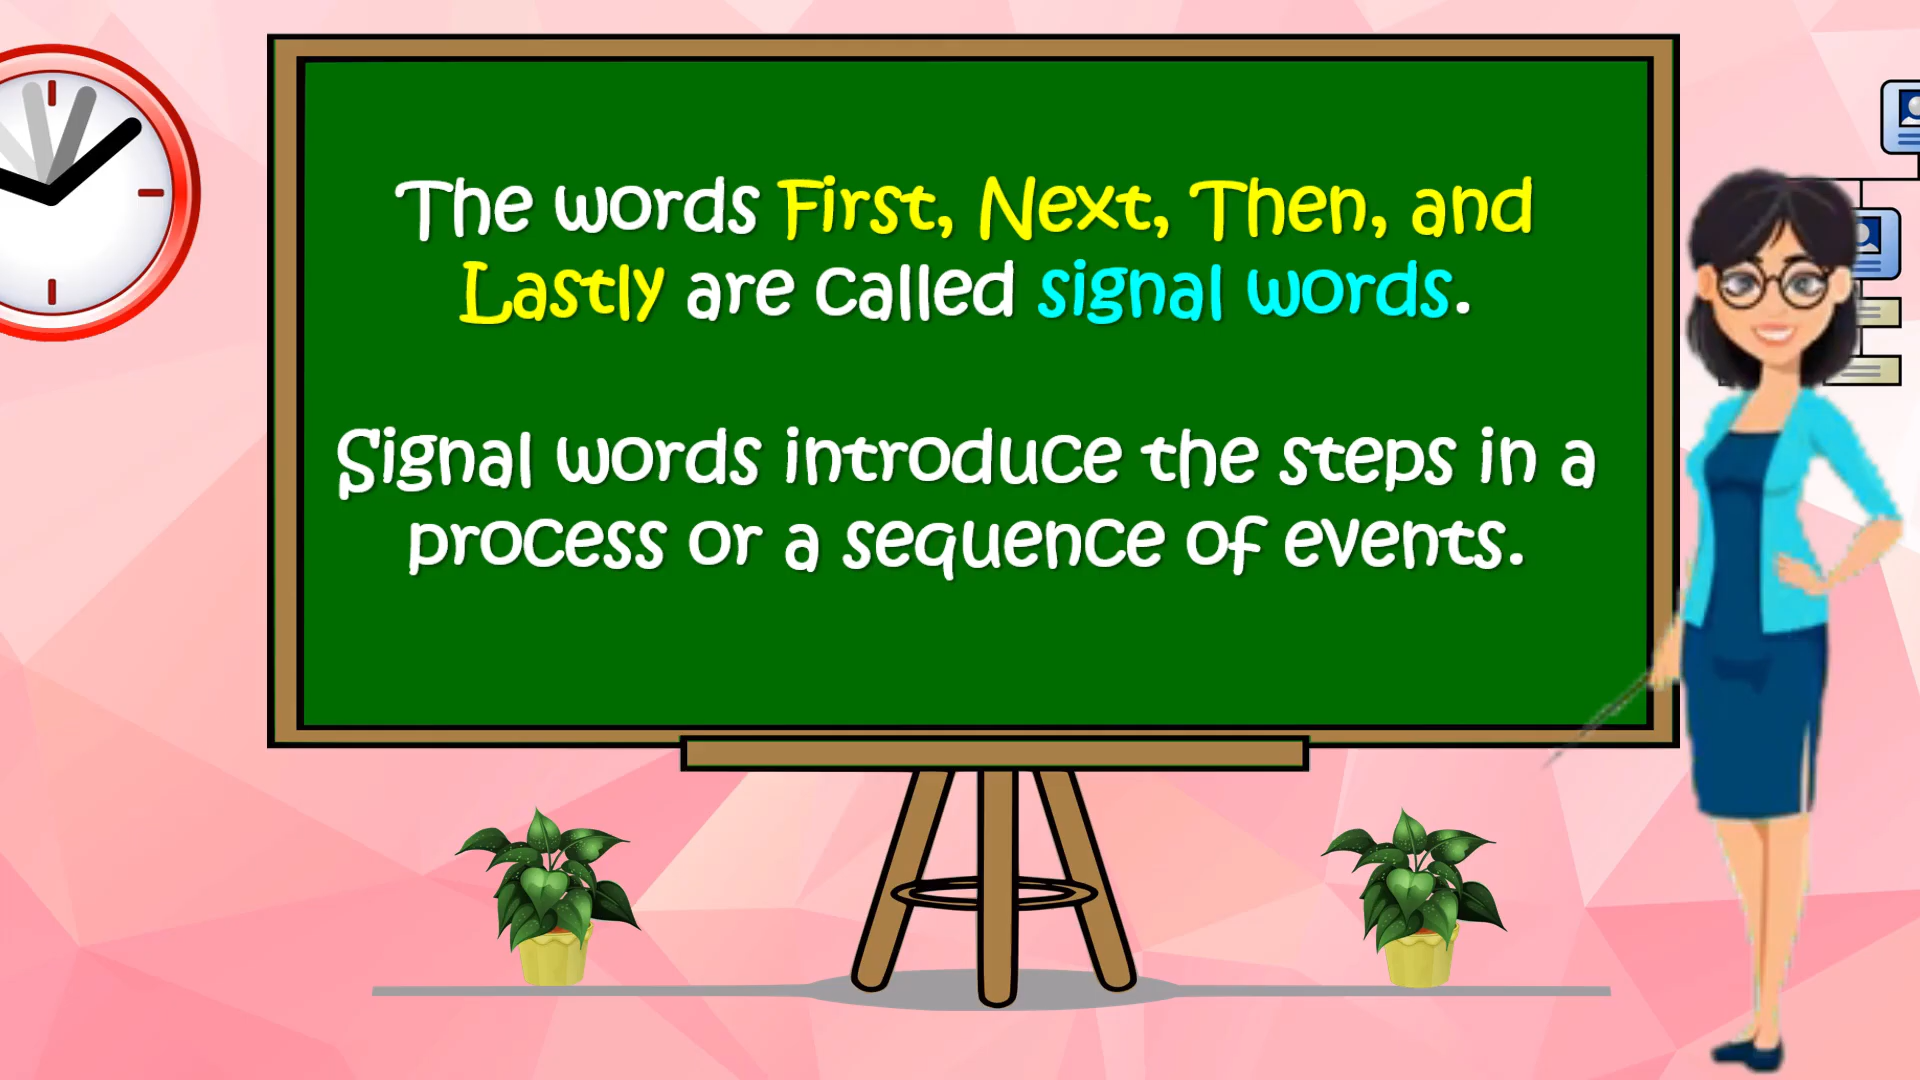 The words First, Next, Then, and
Lastly are called signal words.
Signal words introduce the steps in a
process or a sequence of events.